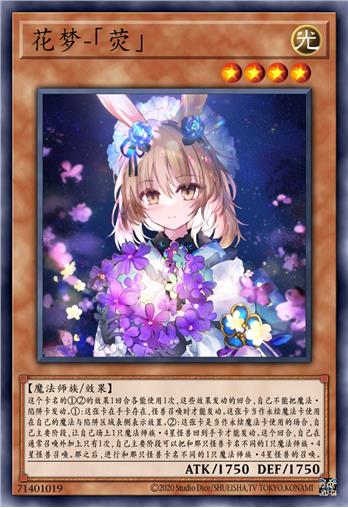 花梦-「荧」
光
【魔法师族/效果】
这个卡名的①②的效果1回合各能使用1次,这些效果发动的回合,自己不能把魔法・
陷阱卡发动。①:这张卡在手卡存在,怪兽召唤时才能发动。这张卡当作永续魔法卡使用
在自己的魔法与陷阱区域表侧表示放置。②:这张卡是当作永续魔法卡使用的场合,自
己主要阶段,让自己场上1只魔法师族・4星怪兽回到手卡才能发动。这个回合,自己在
通常召唤外加上只有1次,自己主要阶段可以把和那只怪兽卡名不同的1只魔法师族・4
星怪兽召唤。那之后,进行和那只怪兽卡名不同的1只魔法师族・4星怪兽的召唤。
ATK/1750 DEF/1750
71401019
©2020 Studio Dice/SHUEISHA,TV TOKYO,KONAMI